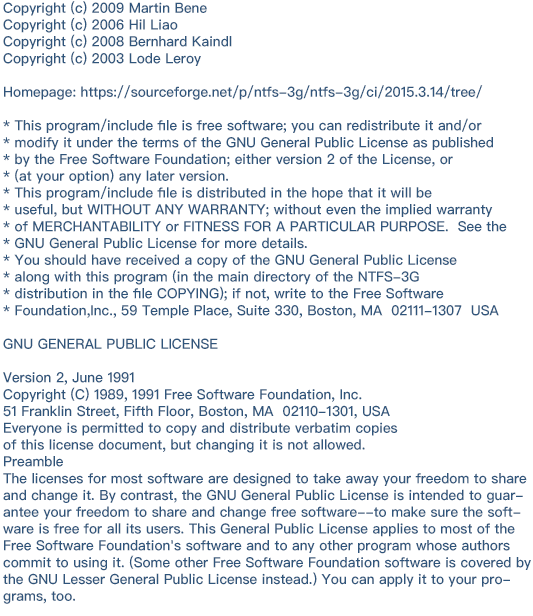 Copyright (c) 2009 Martin Bene
Copyright (c) 2006 Hil Liao
Copyright (c) 2008 Bernhard Kaindl
Copyright (c) 2003 Lode Leroy
Homepage: https://sourceforge.net/p/ntfs-3g/ntfs-3g/ci/2015.3.14/tree/
* This program/include file is free software; you can redistribute it and/or
* modify it under the terms of the GNU General Public License as published
* by the Free Software Foundation; either version 2 of the License, or
* (at your option) any later version.
* This program/include file is distributed in the hope that it will be
* useful, but WITHOUT ANY WARRANTY; without even the implied warranty
* of MERCHANTABILITY or FITNESS FOR A PARTICULAR PURPOSE.  See the
* GNU General Public License for more details.
* You should have received a copy of the GNU General Public License
* along with this program (in the main directory of the NTFS-3G
* distribution in the file COPYING); if not, write to the Free Software
* Foundation,Inc., 59 Temple Place, Suite 330, Boston, MA  02111-1307  USA
GNU GENERAL PUBLIC LICENSE
Version 2, June 1991
Copyright (C) 1989, 1991 Free Software Foundation, Inc.
51 Franklin Street, Fifth Floor, Boston, MA  02110-1301, USA
Everyone is permitted to copy and distribute verbatim copies
of this license document, but changing it is not allowed.
Preamble
The licenses for most software are designed to take away your freedom to share
and change it. By contrast, the GNU General Public License is intended to guar-
antee your freedom to share and change free software--to make sure the soft-
ware is free for all its users. This General Public License applies to most of the
Free Software Foundation's software and to any other program whose authors
commit to using it. (Some other Free Software Foundation software is covered by
the GNU Lesser General Public License instead.) You can apply it to your pro-
grams, too.